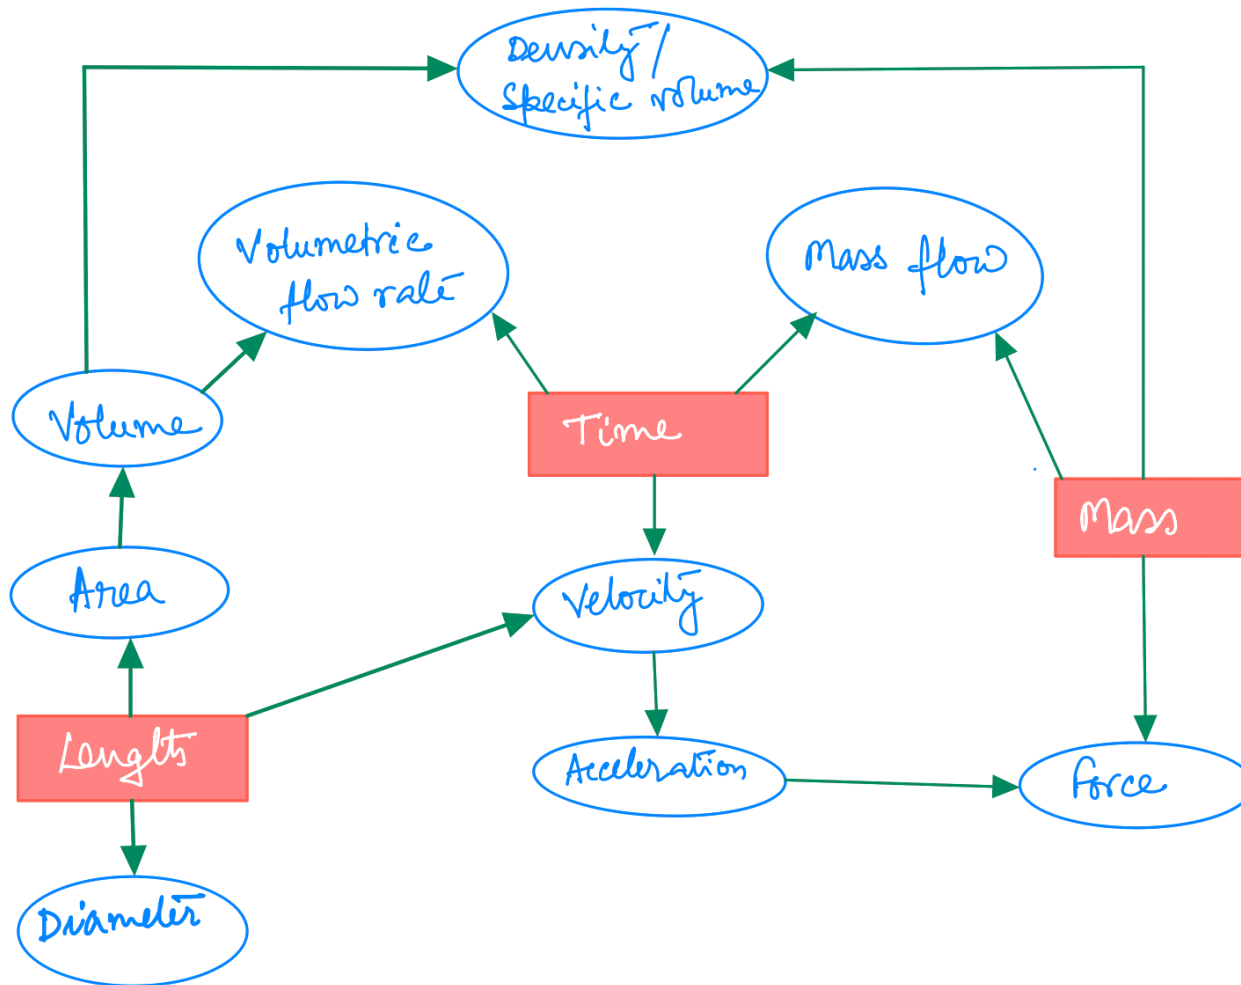 Density/
Specific volume
Volumetric
flow rate
Mass flow
Volume
Time
Mass
Area
Velocity
Length
Acceleration
Force
Diameter